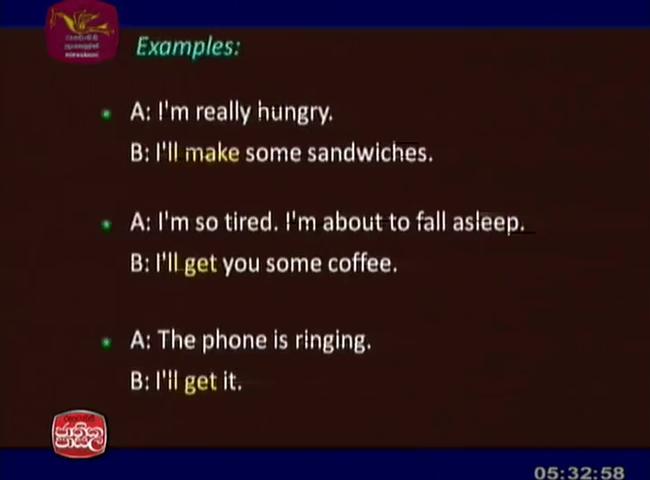 Examples:
A: I'm really hungry.
B: I'll make some sandwiches.
A: I'm so tired. I'm about to fall asleep.
B: I'll get you some coffee.
A: The phone is ringing.
B: I'll get it.
ජාතික
පාසල
05:32:58